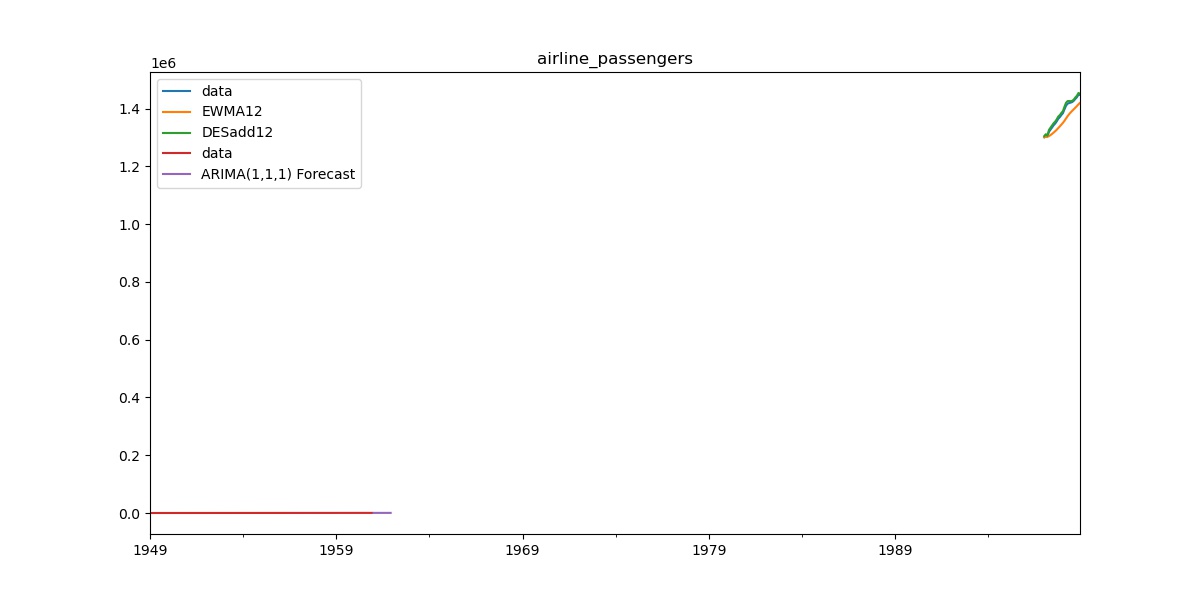 airline_passengers
1e6
data
EWMA12
DESadd12
data
ARIMA(1,1,1) Forecast
1.4
1.2
1.0
0.8
0.6
0.4
0.2
0.0
1949 1959 1969 1979 1989